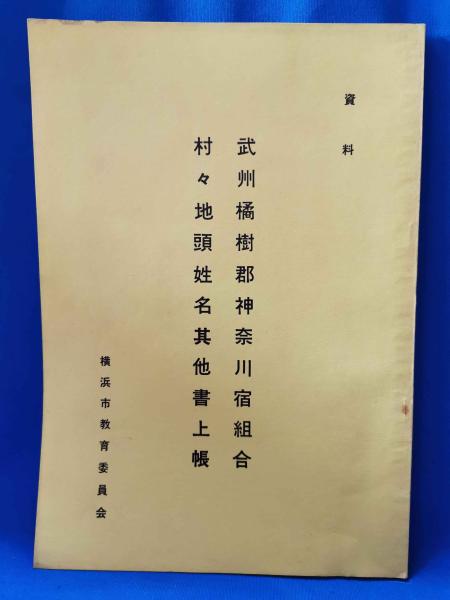 資料
武州橘樹郡神奈川宿組合
村々地頭姓名其他書上帳
横浜市教育委員会